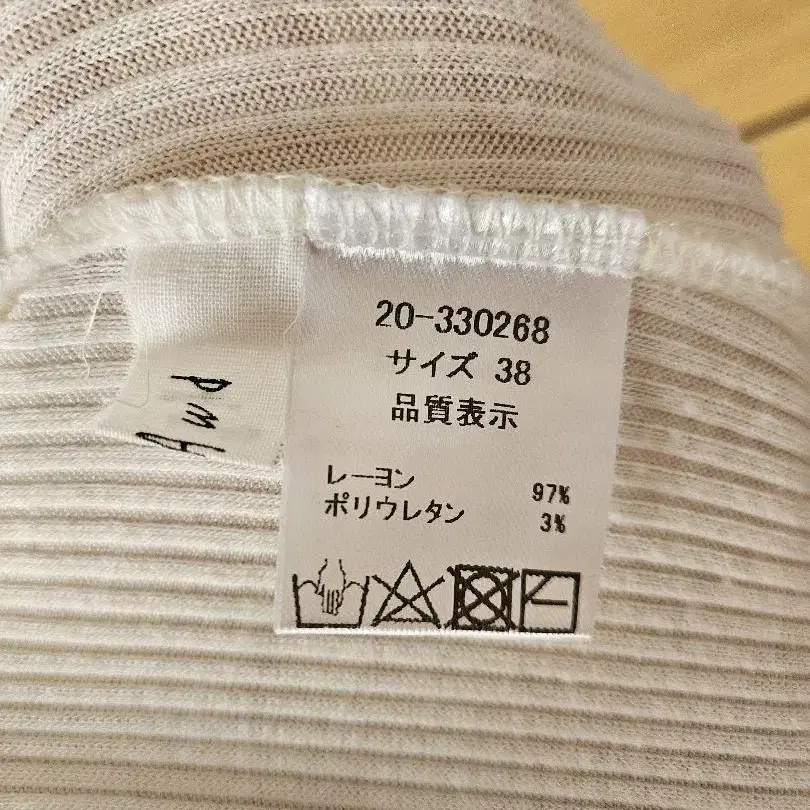 20-330268
サイズ 38
品質表示
レーヨン 97%
ポリウレタン 3%
Awd